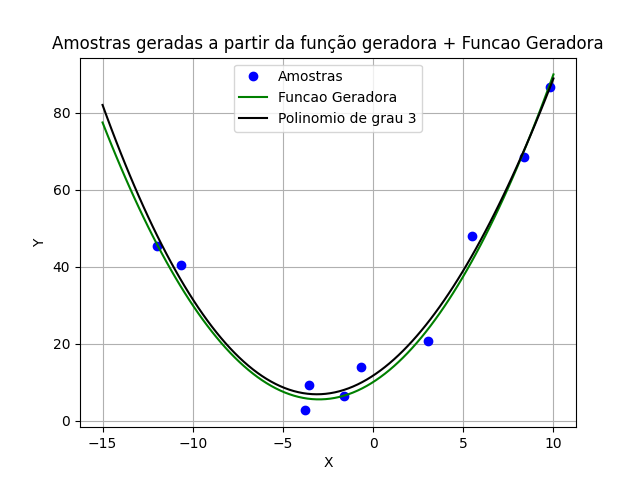 Amostras geradas a partir da função geradora + Funcao Geradora
Amostras
Funcao Geradora
Polinomio de grau 3
80
60
40
20
0
Y
−15
−10
−5
0
5
10
X